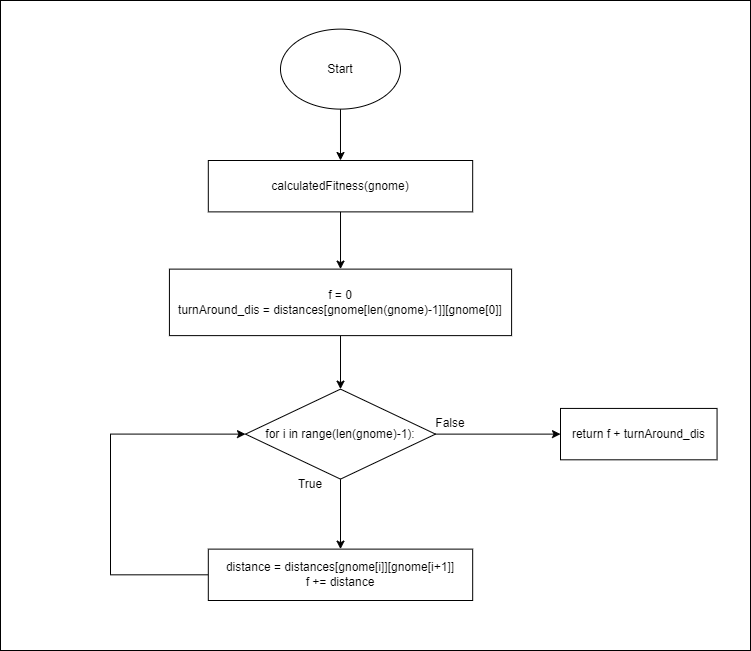 Start
calculatedFitness(gnome)
f = 0
turnAround_dis = distances[gnome[len(gnome)-1]][gnome[0]]
for i in range(len(gnome)-1):
False
return f + turnAround_dis
True
distance = distances[gnome[i]][gnome[i+1]]
f += distance